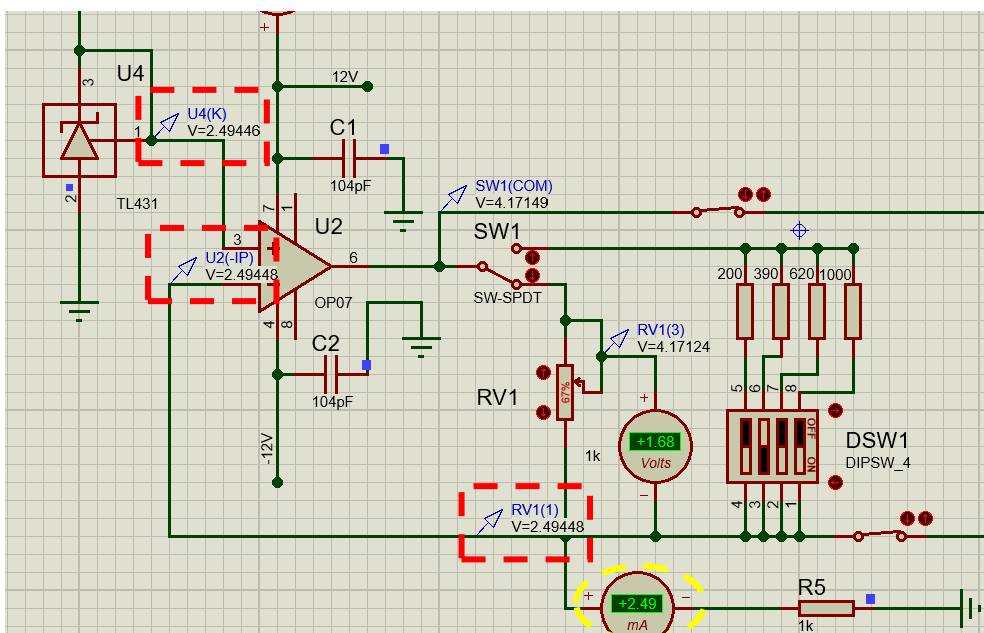 +
3
U4
12V
U4(K)
V=2.49446
1
C1
104pF
2
TL431
SW1(COM)
V=4.17149
7
1
U2
SW1
3
U2(-IP)
V=2.49448
6
200
390
620
1000
OP07
SW-SPDT
4
8
C2
RV1(3)
V=4.17124
104pF
RV1
67%
5
6
7
8
+
+1.68
Volts
OFF
ON
DSW1
DIPSW_4
-12V
1k
−
4
3
2
1
RV1(1)
V=2.49448
+
+2.49
mA
−
R5
1k